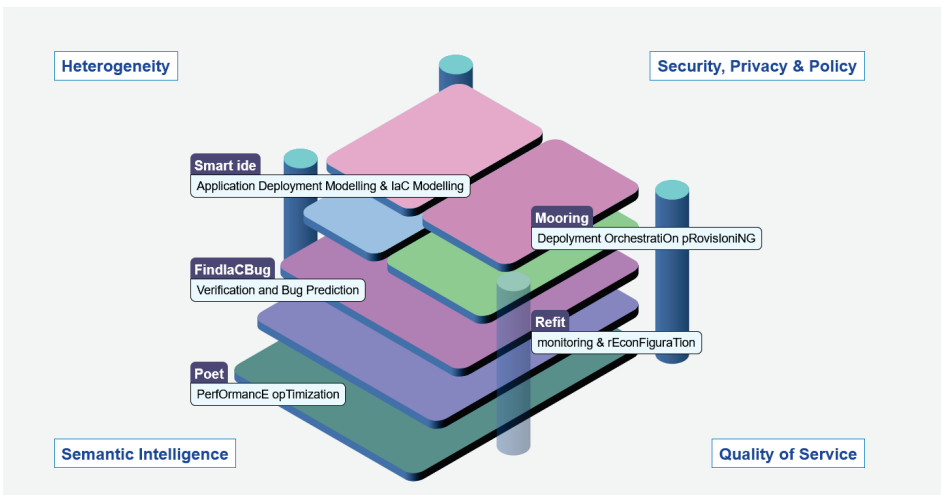 Heterogeneity
Security, Privacy & Policy
Smart ide
Application Deployment Modelling & IaC Modelling
Mooring
Depolyment OrchestratiOn pRovisIoniNG
FindIaCBug
Verification and Bug Prediction
Refit
monitoring & rEconFiguraTion
Poet
PerfOrmancE opTimization
Semantic Intelligence
Quality of Service